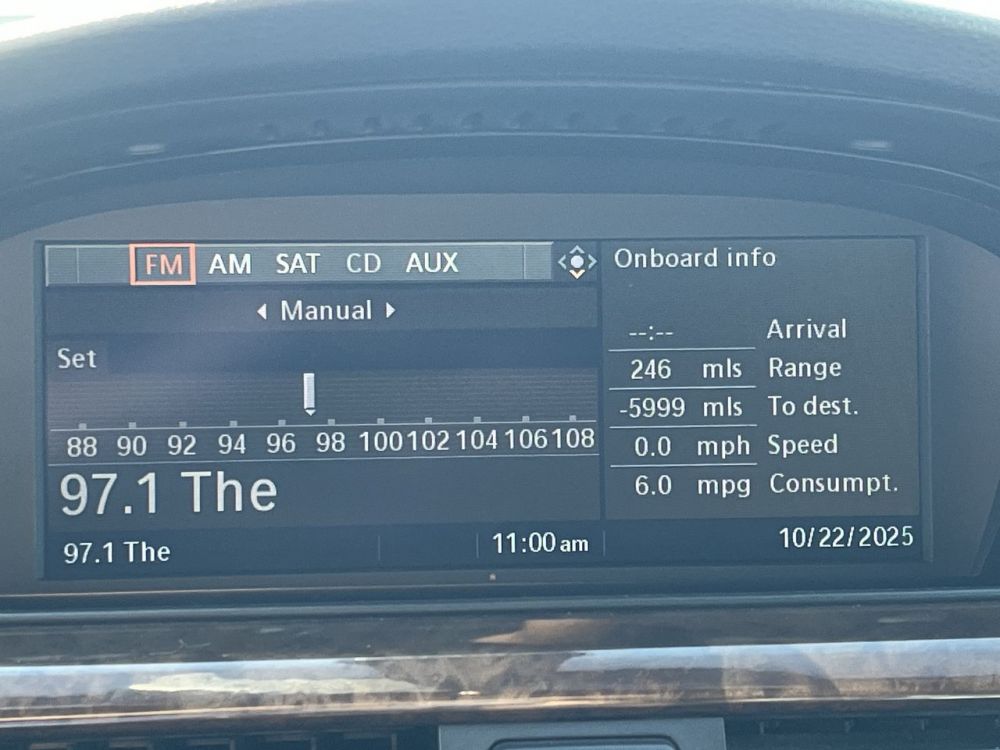 FM AM SAT CD AUX
Manual
Set
88 90 92 94 96 98 100 102 104 106 108
97.1 The
97.1 The
11:00 am
Onboard info
--:-- Arrival
246 mls Range
-5999 mls To dest.
0.0 mph Speed
6.0 mpg Consumpt.
10/22/2025